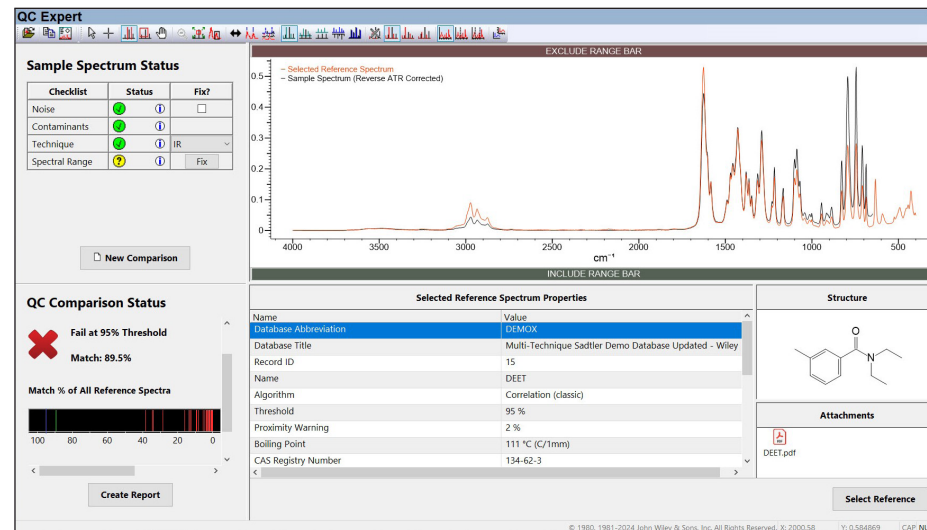 QC Expert
Sample Spectrum Status
Checklist Status Fix?
Noise
Contaminants
Technique IR
Spectral Range ? Fix
New Comparison
EXCLUDE RANGE BAR
– Selected Reference Spectrum
– Sample Spectrum (Reverse ATR Corrected)
0.5
0.4
0.3
0.2
0.1
0
4000 3500 3000 2500 2000 1500 1000 500
cm⁻¹
INCLUDE RANGE BAR
QC Comparison Status
Fail at 95% Threshold
Match: 89.5%
Match % of All Reference Spectra
100 80 60 40 20 0
Create Report
Selected Reference Spectrum Properties
Name Value
Database Abbreviation DEMOX
Database Title Multi-Technique Sadtler Demo Database Updated - Wiley
Record ID 15
Name DEET
Algorithm Correlation (classic)
Threshold 95 %
Proximity Warning 2 %
Boiling Point 111 °C (C/1mm)
CAS Registry Number 134-62-3
Structure
O
N
Attachments
DEET.pdf
Select Reference
© 1980, 1981-2024 John Wiley & Sons, Inc. All Rights Reserved. X: 2000.58 Y: 0.584869 CAP NU